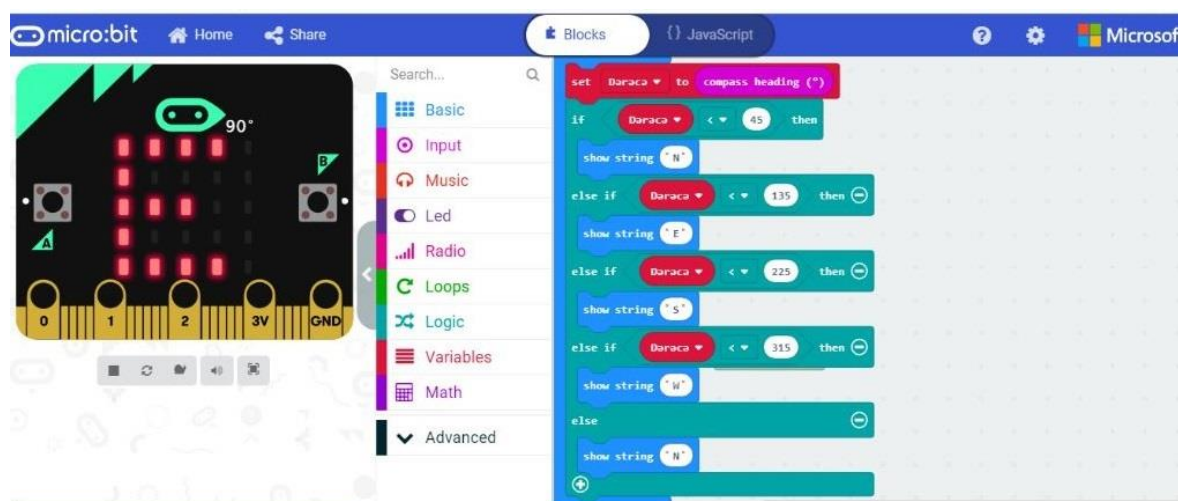 micro:bit Home Share Blocks {} JavaScript ? Microsof
90°
B
A
0 1 2 3V GND
Search...
Basic
Input
Music
Led
Radio
Loops
Logic
Variables
Math
Advanced
set Daraca to compass heading (°)
if Daraca < 45 then
show string "N"
else if Daraca < 135 then
show string "E"
else if Daraca < 225 then
show string "S"
else if Daraca < 315 then
show string "W"
else
show string "N"